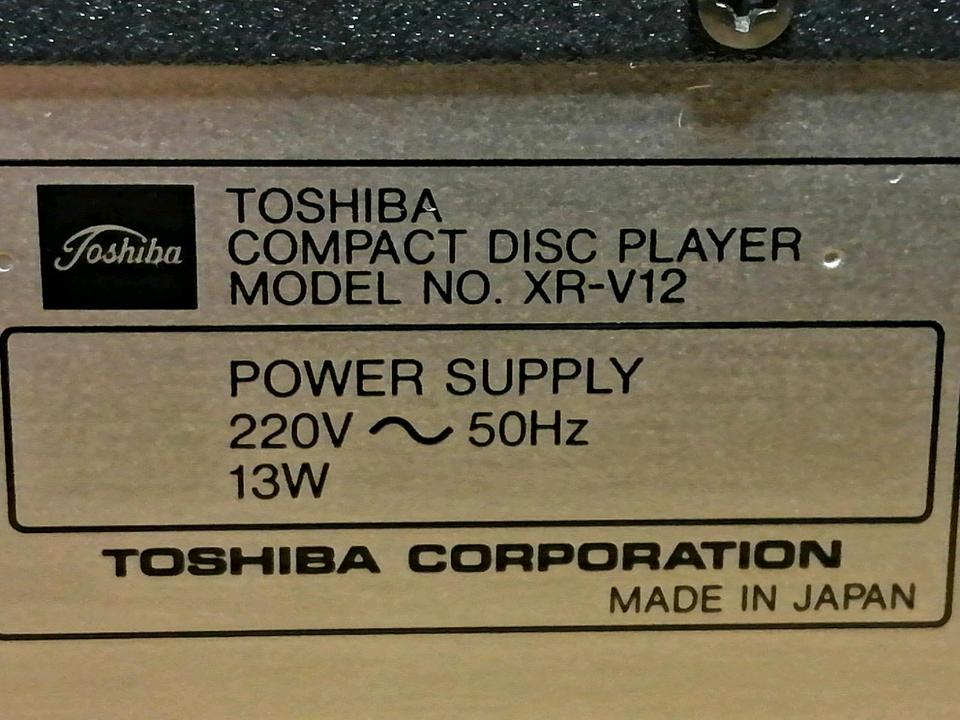 Toshiba
TOSHIBA
COMPACT DISC PLAYER
MODEL NO. XR-V12
POWER SUPPLY
220V ～ 50Hz
13W
TOSHIBA CORPORATION
MADE IN JAPAN